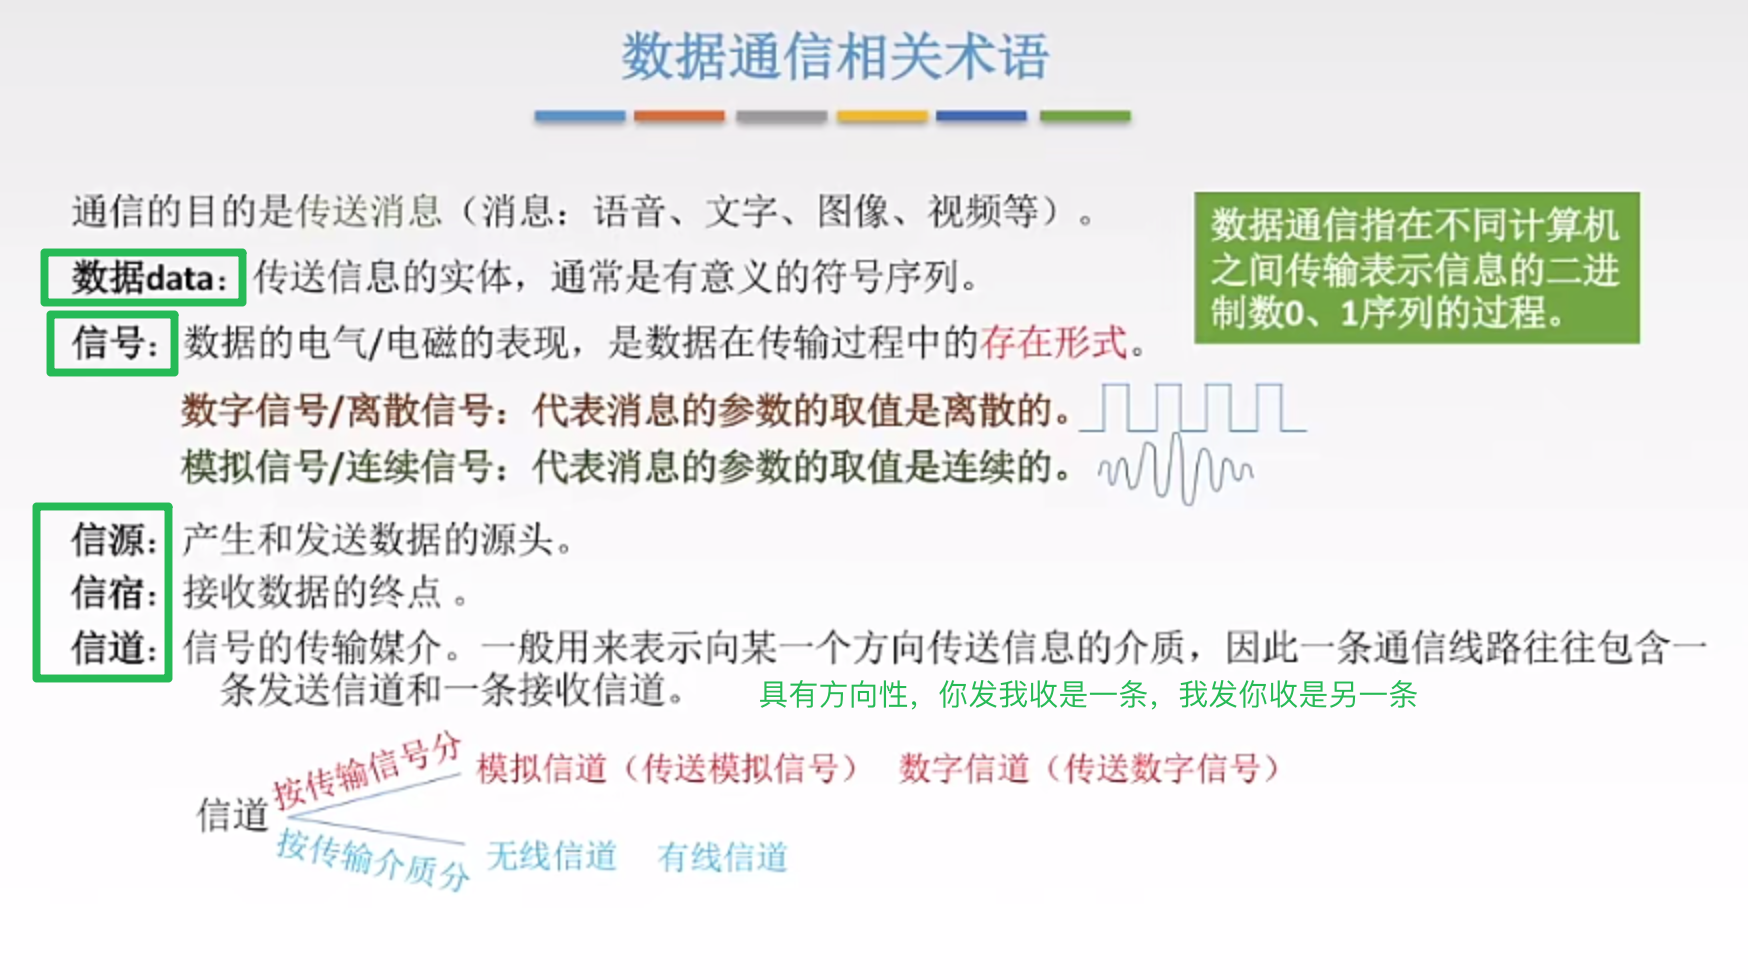 数据通信相关术语
通信的目的是传送消息（消息：语音、文字、图像、视频等）。
数据通信指在不同计算机
之间传输表示信息的二进
制数0、1序列的过程。
数据data：传送信息的实体，通常是有意义的符号序列。
信号：数据的电气/电磁的表现，是数据在传输过程中的存在形式。
数字信号/离散信号：代表消息的参数的取值是离散的。
模拟信号/连续信号：代表消息的参数的取值是连续的。
信源：产生和发送数据的源头。
信宿：接收数据的终点 。
信道：信号的传输媒介。一般用来表示向某一个方向传送信息的介质，因此一条通信线路往往包含一
条发送信道和一条接收信道。
具有方向性，你发我收是一条，我发你收是另一条
信道
按传输信号分
模拟信道（传送模拟信号） 数字信道（传送数字信号）
按传输介质分
无线信道 有线信道